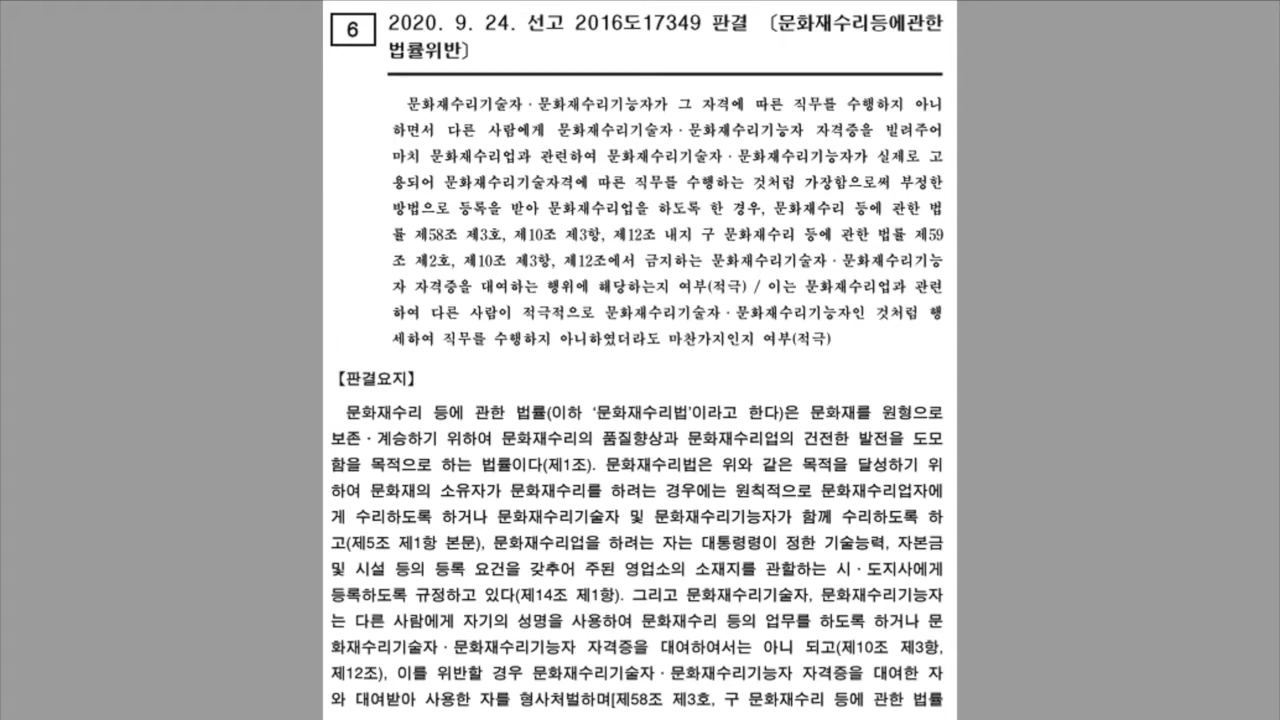 6
2020. 9. 24. 선고 2016도17349 판결 〔문화재수리등에관한
법률위반〕
문화재수리기술자·문화재수리기능자가 그 자격에 따른 직무를 수행하지 아니
하면서 다른 사람에게 문화재수리기술자·문화재수리기능자 자격증을 빌려주어
마치 문화재수리업과 관련하여 문화재수리기술자·문화재수리기능자가 실제로 고
용되어 문화재수리기술자격에 따른 직무를 수행하는 것처럼 가장함으로써 부정한
방법으로 등록을 받아 문화재수리업을 하도록 한 경우, 문화재수리 등에 관한 법
률 제58조 제3호, 제10조 제3항, 제12조 내지 구 문화재수리 등에 관한 법률 제59
조 제2호, 제10조 제3항, 제12조에서 금지하는 문화재수리기술자·문화재수리기능
자 자격증을 대여하는 행위에 해당하는지 여부(적극) / 이는 문화재수리업과 관련
하여 다른 사람이 적극적으로 문화재수리기술자·문화재수리기능자인 것처럼 행
세하여 직무를 수행하지 아니하였더라도 마찬가지인지 여부(적극)
【판결요지】
문화재수리 등에 관한 법률(이하 ‘문화재수리법’이라고 한다)은 문화재를 원형으로
보존·계승하기 위하여 문화재수리의 품질향상과 문화재수리업의 건전한 발전을 도모
함을 목적으로 하는 법률이다(제1조). 문화재수리법은 위와 같은 목적을 달성하기 위
하여 문화재의 소유자가 문화재수리를 하려는 경우에는 원칙적으로 문화재수리업자에
게 수리하도록 하거나 문화재수리기술자 및 문화재수리기능자가 함께 수리하도록 하
고(제5조 제1항 본문), 문화재수리업을 하려는 자는 대통령령이 정한 기술능력, 자본금
및 시설 등의 등록 요건을 갖추어 주된 영업소의 소재지를 관할하는 시·도지사에게
등록하도록 규정하고 있다(제14조 제1항). 그리고 문화재수리기술자, 문화재수리기능자
는 다른 사람에게 자기의 성명을 사용하여 문화재수리 등의 업무를 하도록 하거나 문
화재수리기술자·문화재수리기능자 자격증을 대여하여서는 아니 되고(제10조 제3항,
제12조), 이를 위반할 경우 문화재수리기술자·문화재수리기능자 자격증을 대여한 자
와 대여받아 사용한 자를 형사처벌하며[제58조 제3호, 구 문화재수리 등에 관한 법률